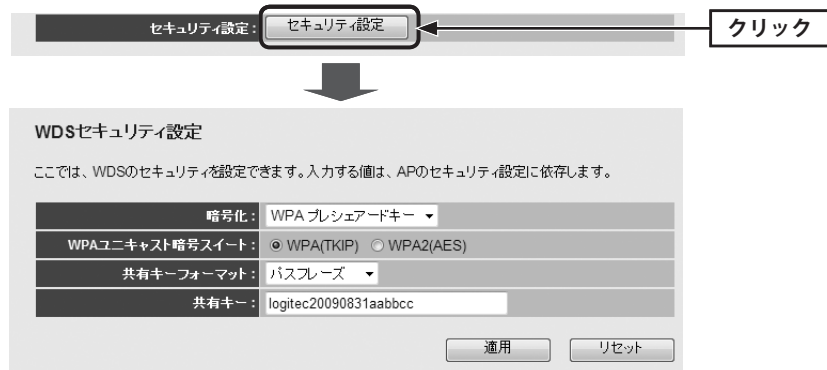 セキュリティ設定： セキュリティ設定 クリック
WDSセキュリティ設定
ここでは、WDSのセキュリティを設定できます。入力する値は、APのセキュリティ設定に依存します。
暗号化： WPA プレシェアードキー
WPAユニキャスト暗号スイート： WPA(TKIP) WPA2(AES)
共有キーフォーマット： パスフレーズ
共有キー： logitec20090831aabbcc
適用 リセット